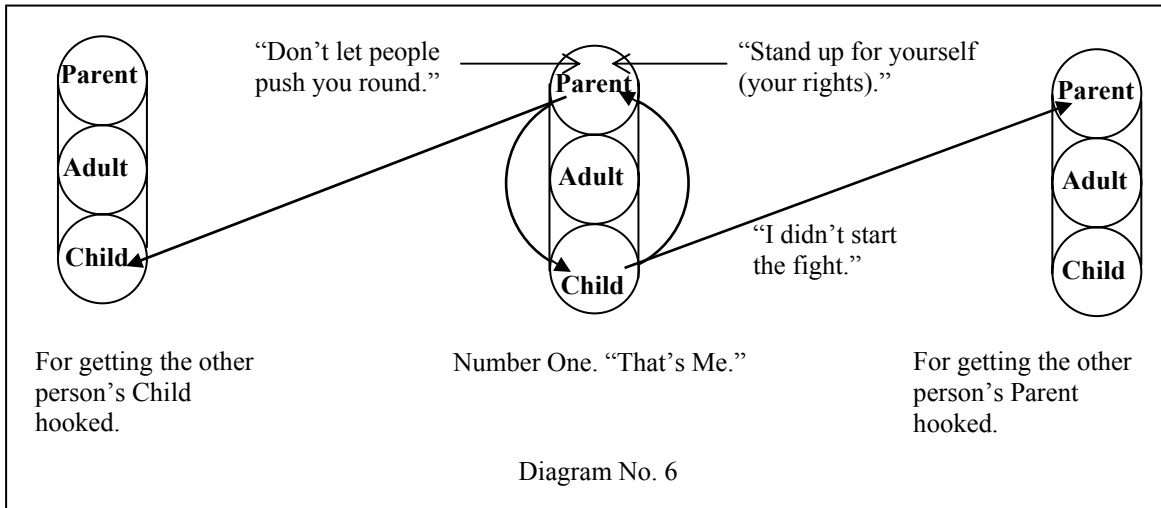 “Don’t let people
push you round.”
“Stand up for yourself
(your rights).”
Parent
Adult
Child
Parent
Adult
Child
Parent
Adult
Child
“I didn’t start
the fight.”
For getting the other
person’s Child
hooked.
Number One. “That’s Me.”
For getting the other
person’s Parent
hooked.
Diagram No. 6